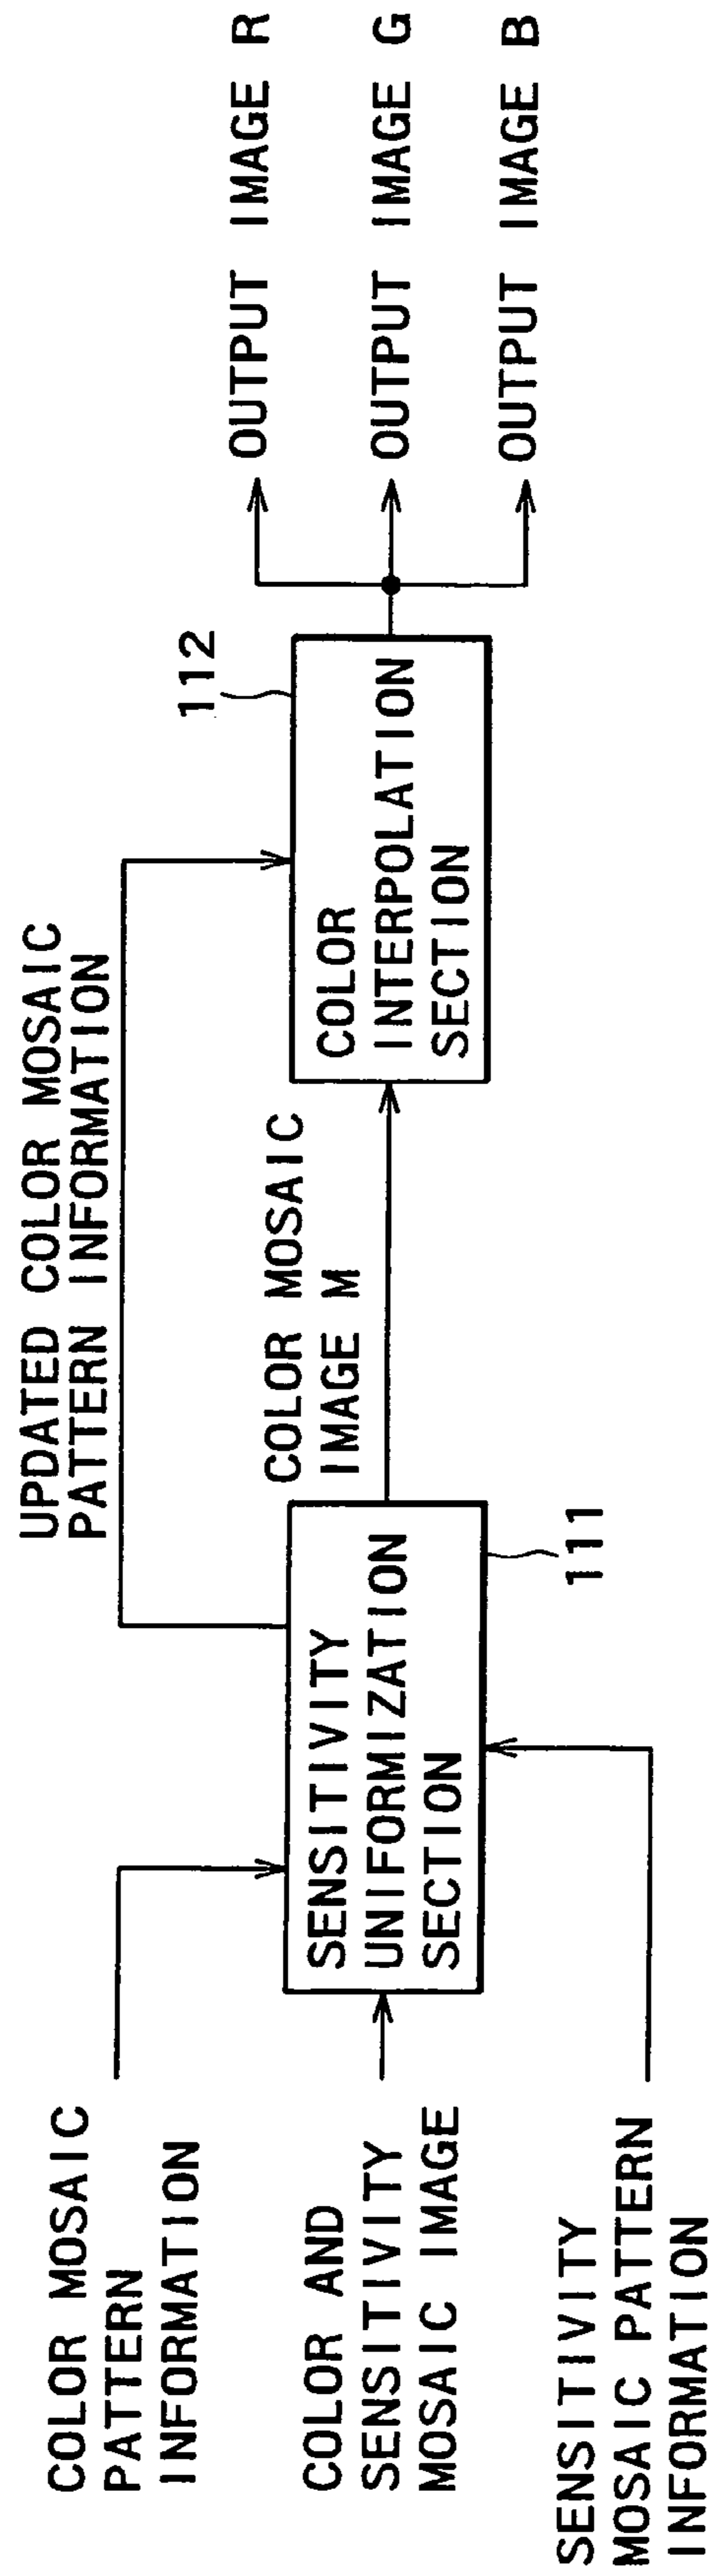 COLOR MOSAIC
PATTERN
INFORMATION
COLOR AND
SENSITIVITY
MOSAIC IMAGE
SENSITIVITY
MOSAIC PATTERN
INFORMATION
SENSITIVITY
UNIFORMIZATION
SECTION
111
UPDATED COLOR MOSAIC
PATTERN INFORMATION
COLOR MOSAIC
IMAGE M
COLOR
INTERPOLATION
SECTION
112
OUTPUT IMAGE R
OUTPUT IMAGE G
OUTPUT IMAGE B